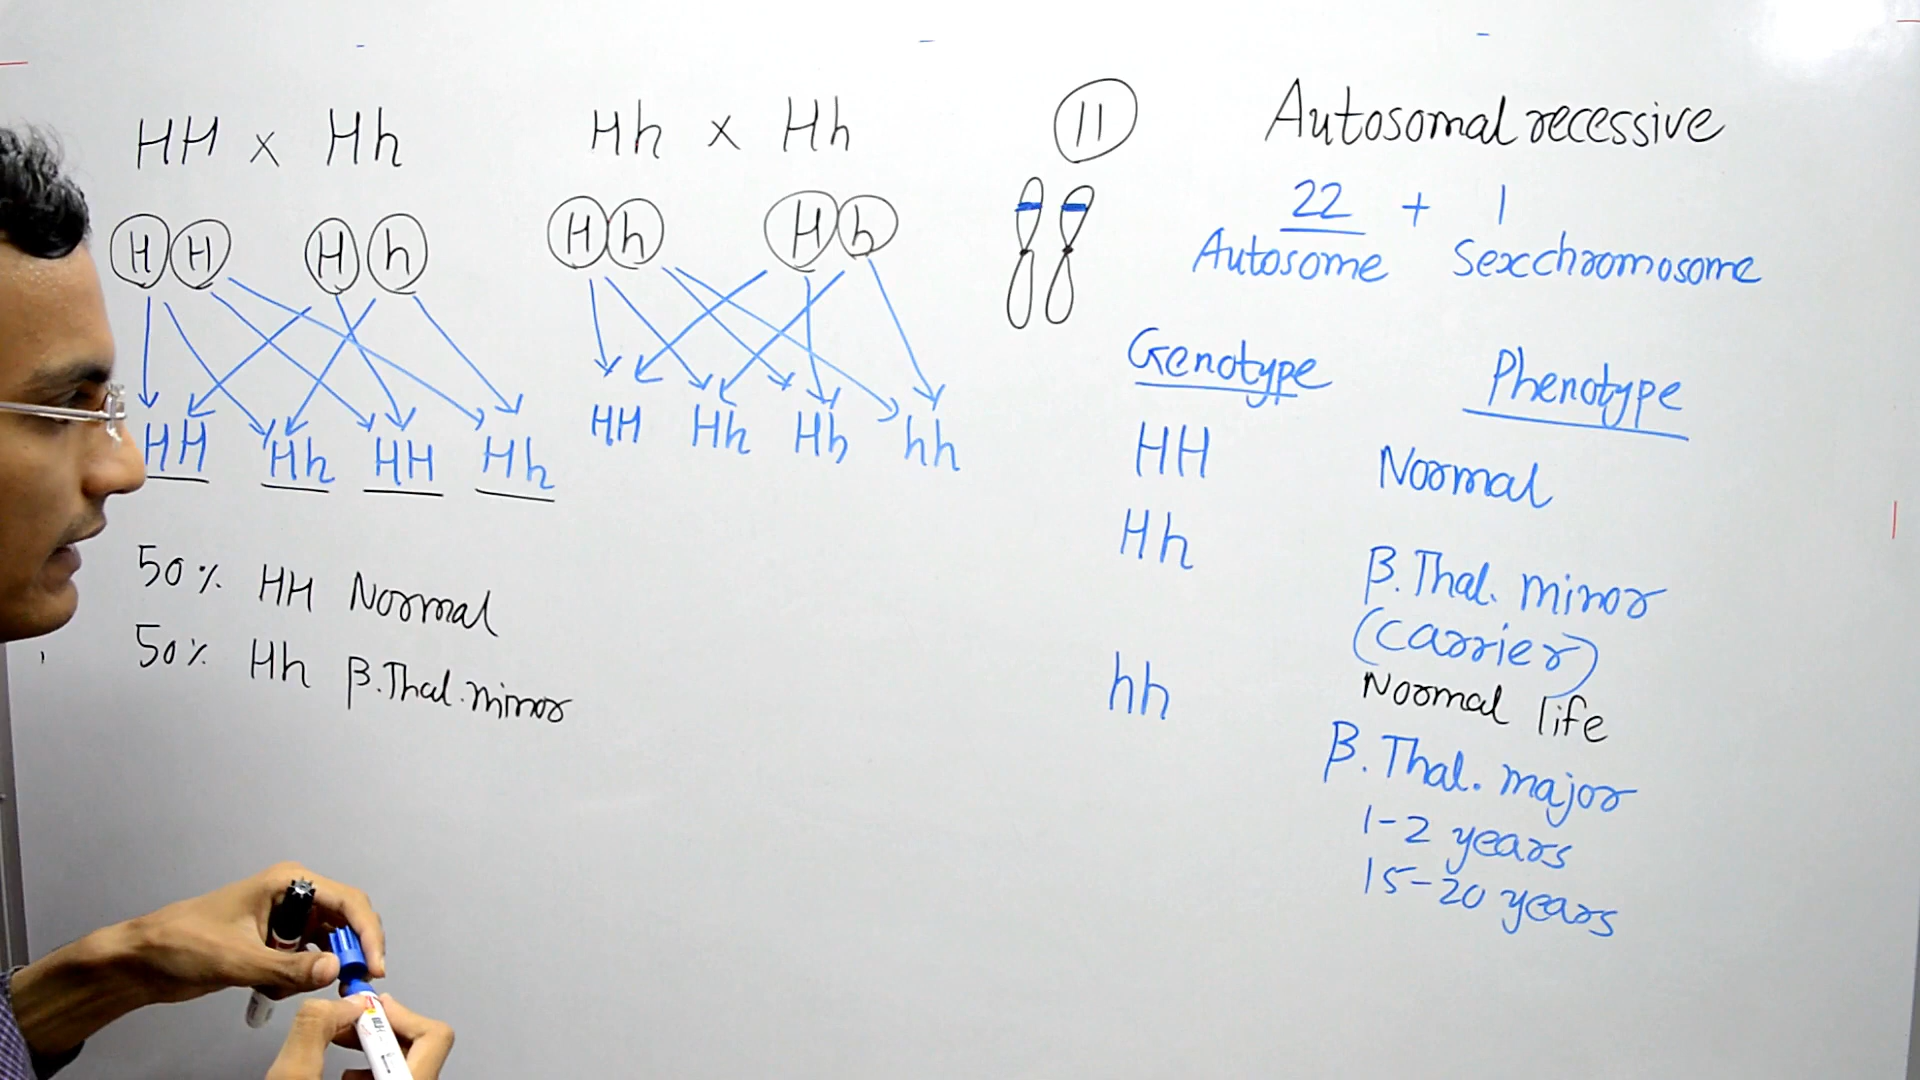 HH x Hh
H H H h
HH Hh HH Hh
50% HH Normal
50% Hh β.Thal.minor
Hh x Hh
H h H h
HH Hh Hh hh
11
Autosomal recessive
22 + 1
Autosome Sexchromosome
Genotype Phenotype
HH Normal
Hh β.Thal. minor
(carrier)
Normal life
hh β.Thal. major
1-2 years
15-20 years